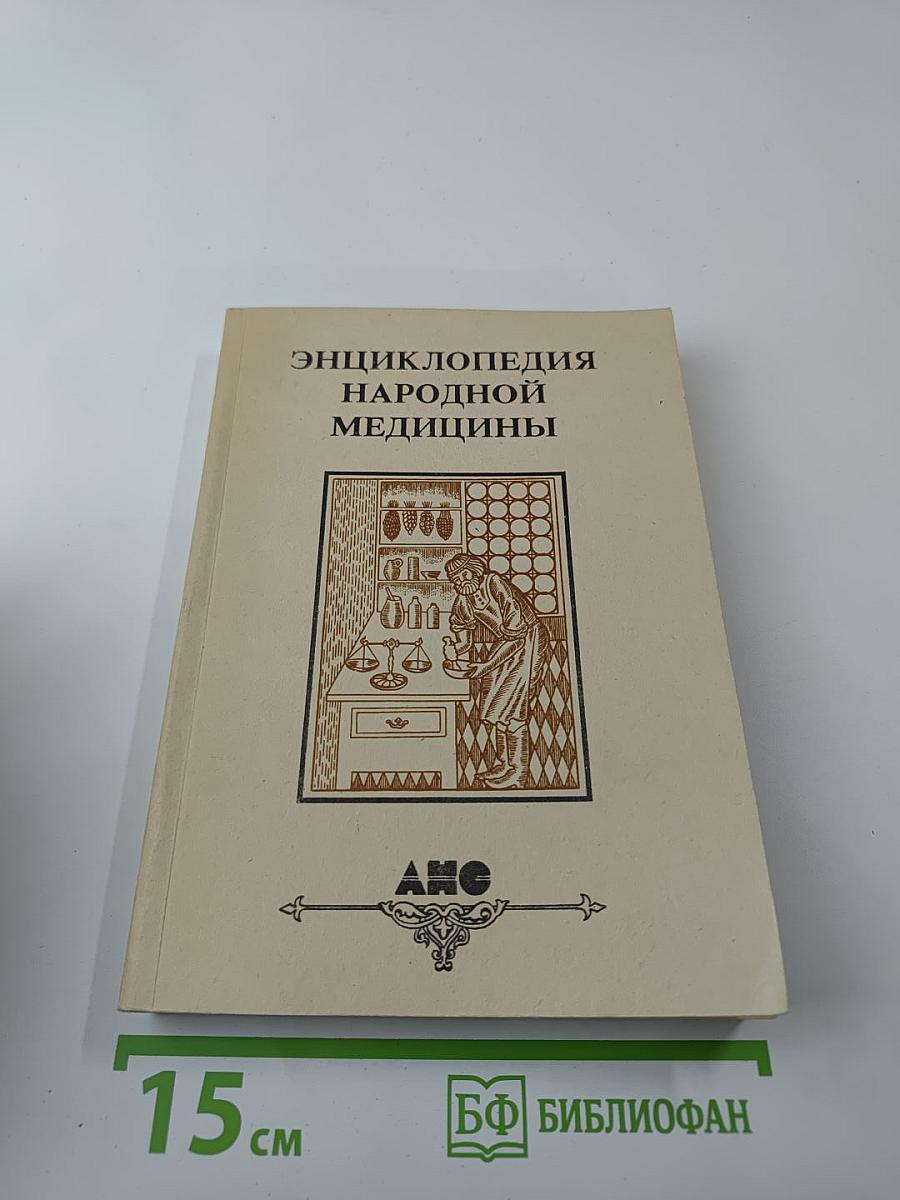 ЭНЦИКЛОПЕДИЯ
НАРОДНОЙ
МЕДИЦИНЫ
АНС
15 см
БФ БИБЛИОФАН